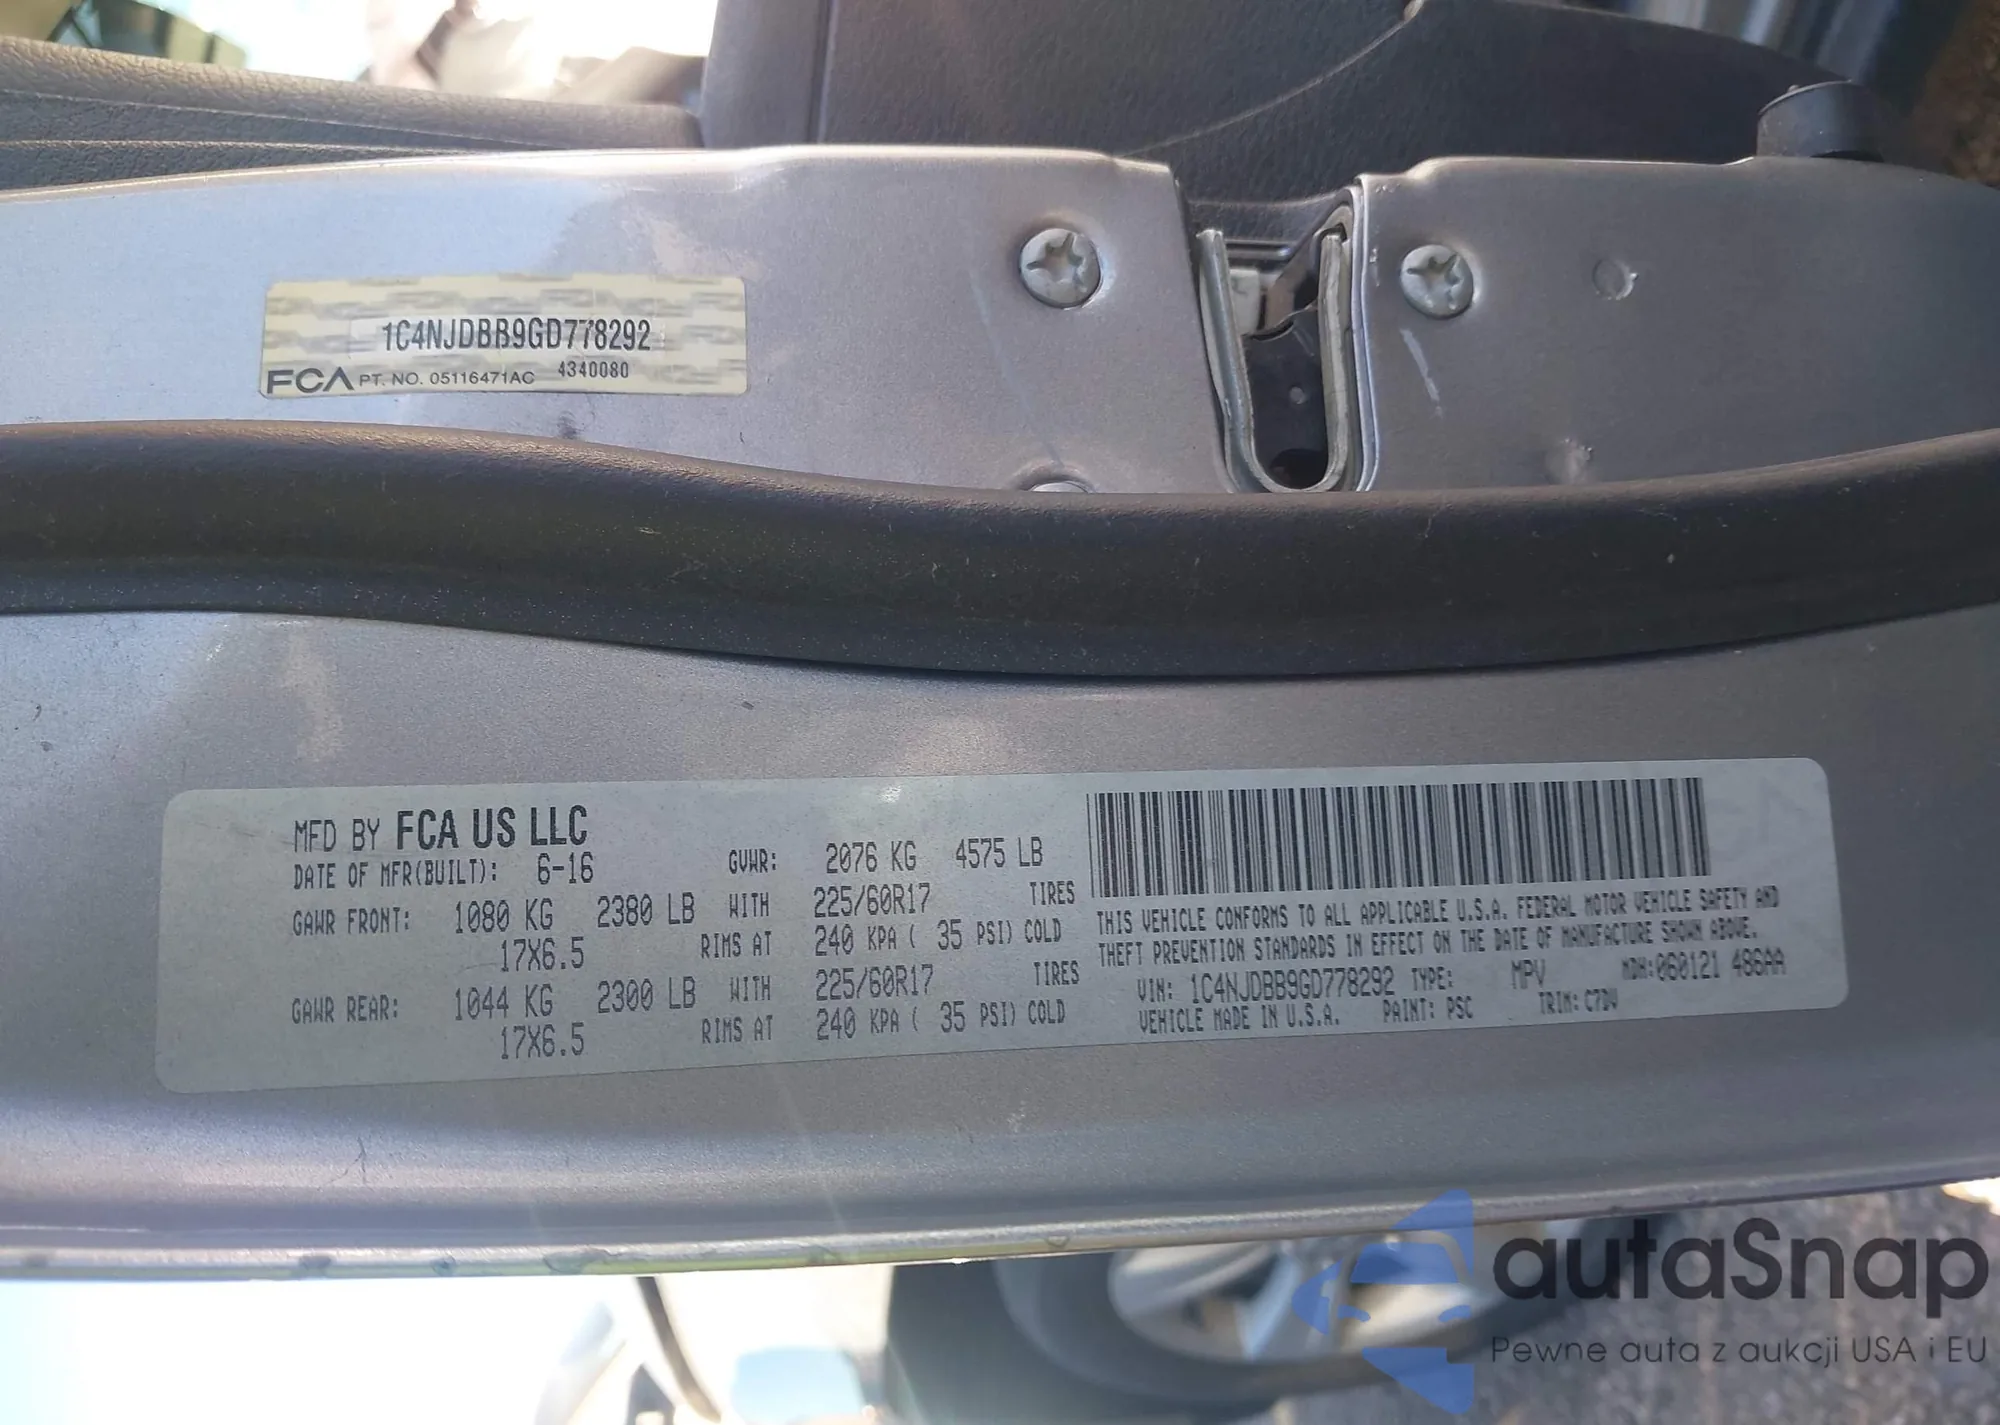 1C4NJDBB9GD778292
FCA PT. NO. 05116471AC 4340080
MFD BY FCA US LLC
DATE OF MFR(BUILT): 6-16 GVWR: 2076 KG 4575 LB
GAWR FRONT: 1080 KG 2380 LB WITH 225/60R17 TIRES
17X6.5 RIMS AT 240 KPA ( 35 PSI) COLD
GAWR REAR: 1044 KG 2300 LB WITH 225/60R17 TIRES
17X6.5 RIMS AT 240 KPA ( 35 PSI) COLD
THIS VEHICLE CONFORMS TO ALL APPLICABLE U.S.A. FEDERAL MOTOR VEHICLE SAFETY AND
THEFT PREVENTION STANDARDS IN EFFECT ON THE DATE OF MANUFACTURE SHOWN ABOVE.
VIN: 1C4NJDBB9GD778292 TYPE: MPV MDH:060121 486AA
VEHICLE MADE IN U.S.A. PAINT: PSC TRIM: C7DV
autaSnap
Pewne auta z aukcji USA i EU